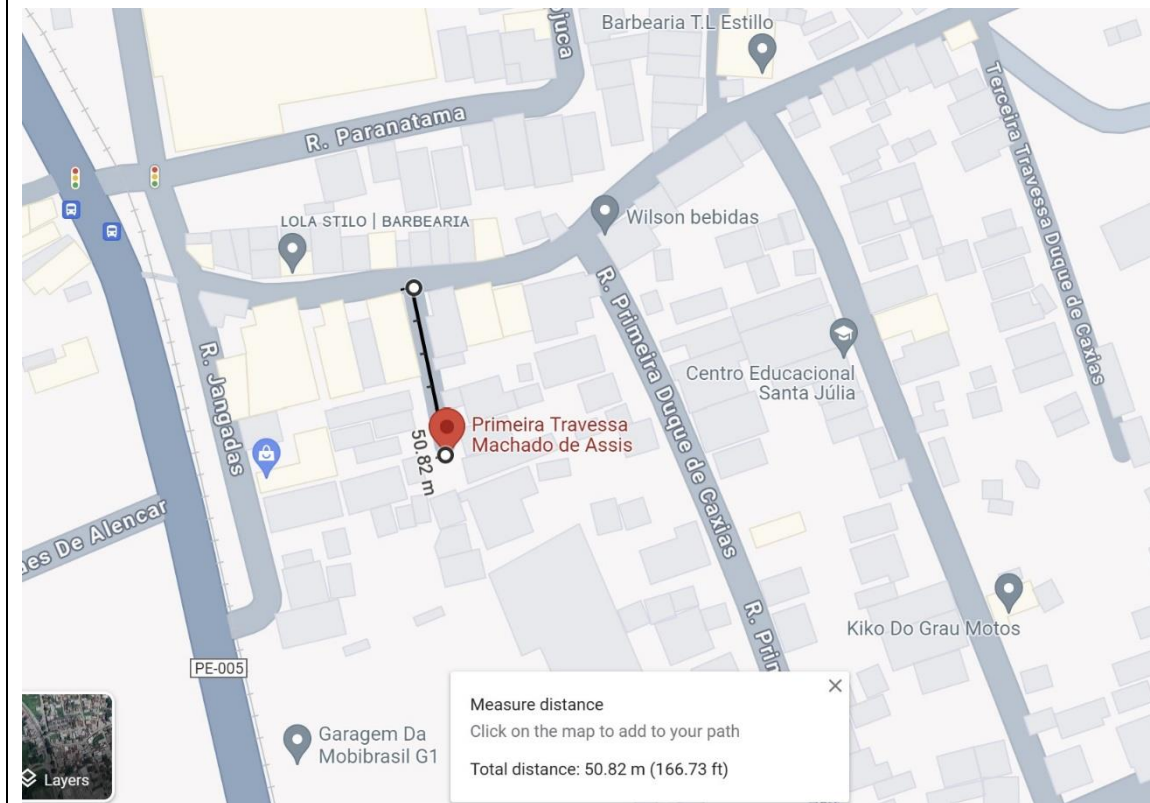 Barbearia T.L Estillo
ojuca
R. Paranatama
Terceira Travessa Duque de Caxias
LOLA STILO | BARBEARIA
Wilson bebidas
R. Jangadas
R. Primeira Duque de Caxias
Centro Educacional
Santa Júlia
Primeira Travessa
Machado de Assis
50.82 m
aes De Alencar
R. Prin
Kiko Do Grau Motos
PE-005
Garagem Da
Mobibrasil G1
Layers
Measure distance
Click on the map to add to your path
Total distance: 50.82 m (166.73 ft)